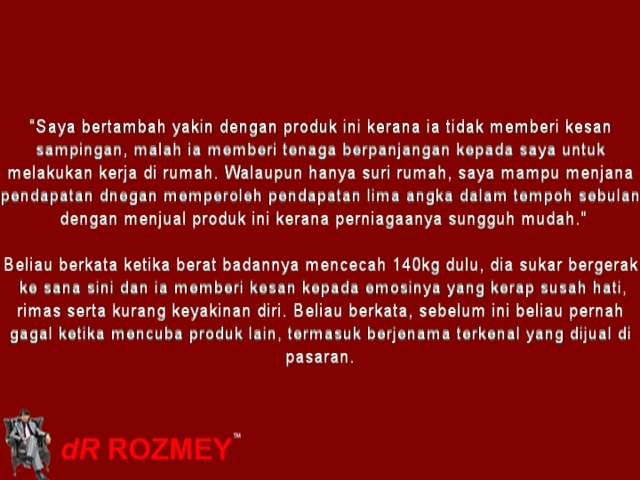 "Saya bertambah yakin dengan produk ini kerana ia tidak memberi kesan
sampingan, malah ia memberi tenaga berpanjangan kepada saya untuk
melakukan kerja di rumah. Walaupun hanya suri rumah, saya mampu menjana
pendapatan dnegan memperoleh pendapatan lima angka dalam tempoh sebulan
dengan menjual produk ini kerana perniagaanya sungguh mudah."
Beliau berkata ketika berat badannya mencecah 140kg dulu, dia sukar bergerak
ke sana sini dan ia memberi kesan kepada emosinya yang kerap susah hati,
rimas serta kurang keyakinan diri. Beliau berkata, sebelum ini beliau pernah
gagal ketika mencuba produk lain, termasuk berjenama terkenal yang dijual di
pasaran.
dR ROZMEY™